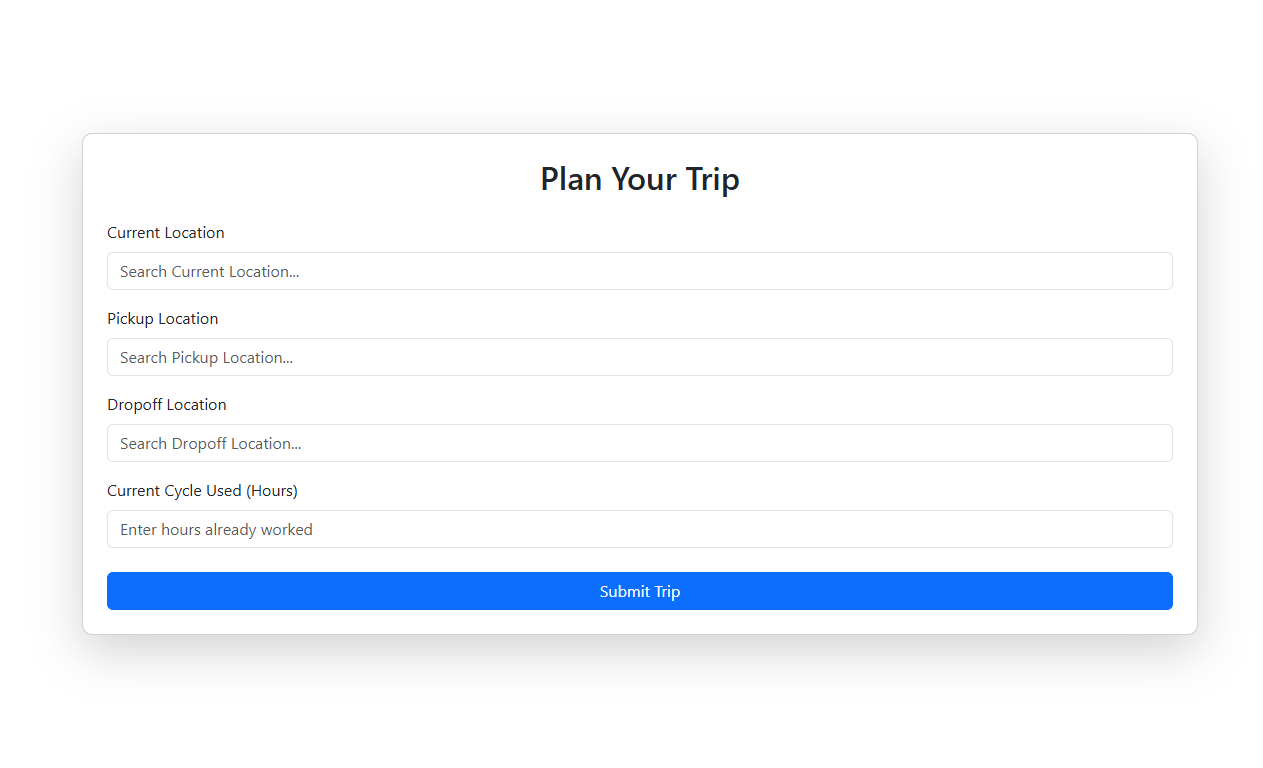 Plan Your Trip
Current Location
Search Current Location...
Pickup Location
Search Pickup Location...
Dropoff Location
Search Dropoff Location...
Current Cycle Used (Hours)
Enter hours already worked
Submit Trip